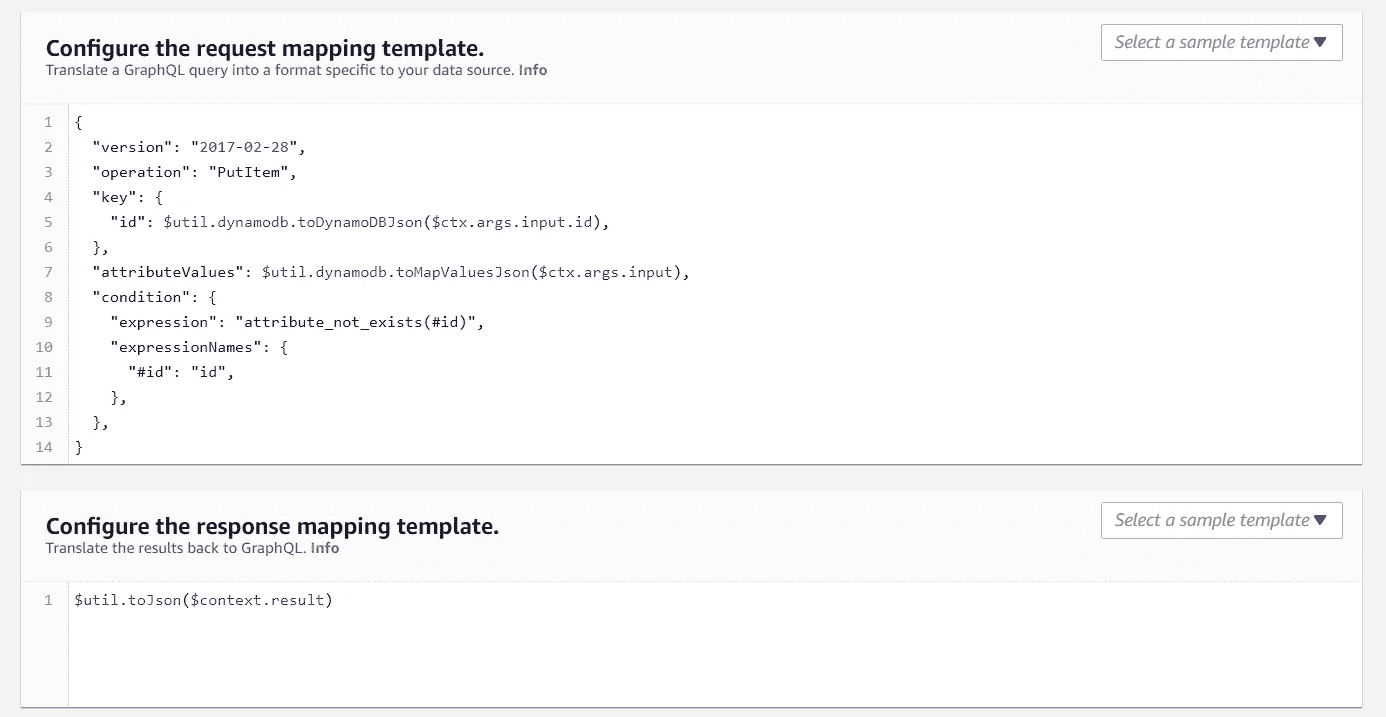 Configure the request mapping template.
Select a sample template
Translate a GraphQL query into a format specific to your data source. Info
1 {
2   "version": "2017-02-28",
3   "operation": "PutItem",
4   "key": {
5     "id": $util.dynamodb.toDynamoDBJson($ctx.args.input.id),
6   },
7   "attributeValues": $util.dynamodb.toMapValuesJson($ctx.args.input),
8   "condition": {
9     "expression": "attribute_not_exists(#id)",
10     "expressionNames": {
11       "#id": "id",
12     },
13   },
14 }
Configure the response mapping template.
Select a sample template
Translate the results back to GraphQL. Info
1 $util.toJson($context.result)